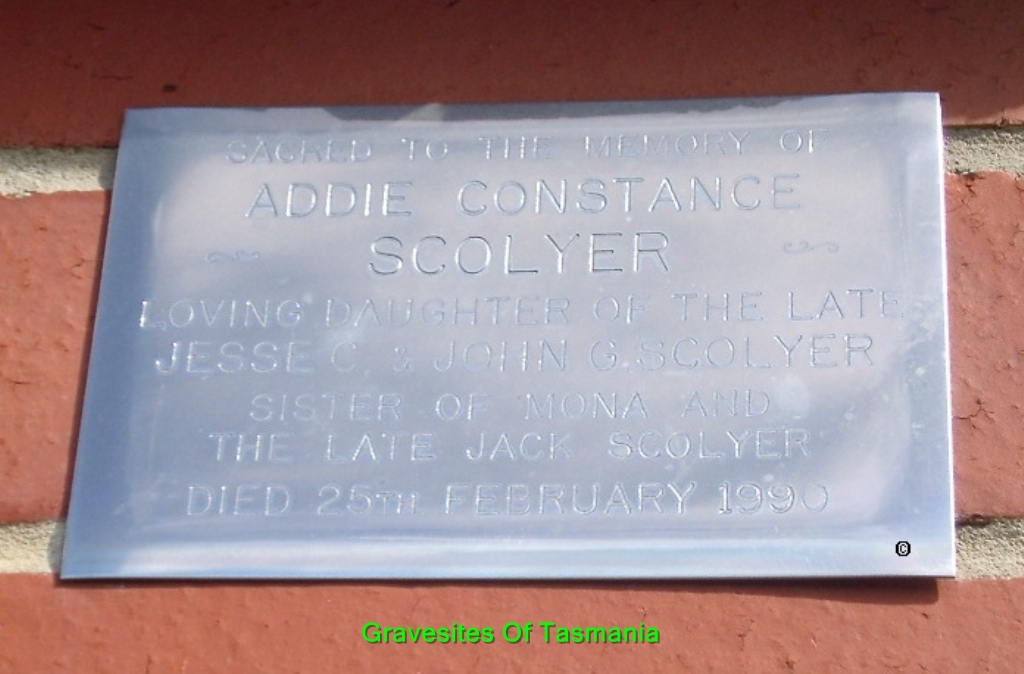 SACRED TO THE MEMORY OF
ADDIE CONSTANCE
SCOLYER
LOVING DAUGHTER OF THE LATE
JESSE C. & JOHN G. SCOLYER
SISTER OF MONA AND
THE LATE JACK SCOLYER
DIED 25TH FEBRUARY 1990
©
Gravesites Of Tasmania